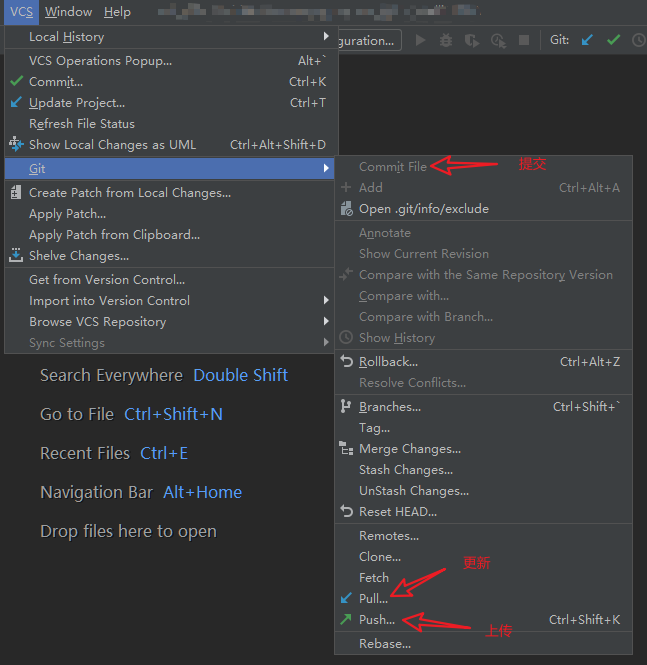 VCS Window Help
Local History
guration... Git:
VCS Operations Popup... Alt+`
Commit... Ctrl+K
Update Project... Ctrl+T
Refresh File Status
Show Local Changes as UML Ctrl+Alt+Shift+D
Git
Create Patch from Local Changes...
Apply Patch...
Apply Patch from Clipboard...
Shelve Changes...
Get from Version Control...
Import into Version Control
Browse VCS Repository
Sync Settings
Commit File 提交
Add Ctrl+Alt+A
Open .git/info/exclude
Annotate
Show Current Revision
Compare with the Same Repository Version
Compare with...
Compare with Branch...
Show History
Rollback... Ctrl+Alt+Z
Resolve Conflicts...
Branches... Ctrl+Shift+`
Tag...
Merge Changes...
Stash Changes...
UnStash Changes...
Reset HEAD...
Remotes...
Clone...
Fetch 更新
Pull...
Push... 上传 Ctrl+Shift+K
Rebase...
Search Everywhere Double Shift
Go to File Ctrl+Shift+N
Recent Files Ctrl+E
Navigation Bar Alt+Home
Drop files here to open